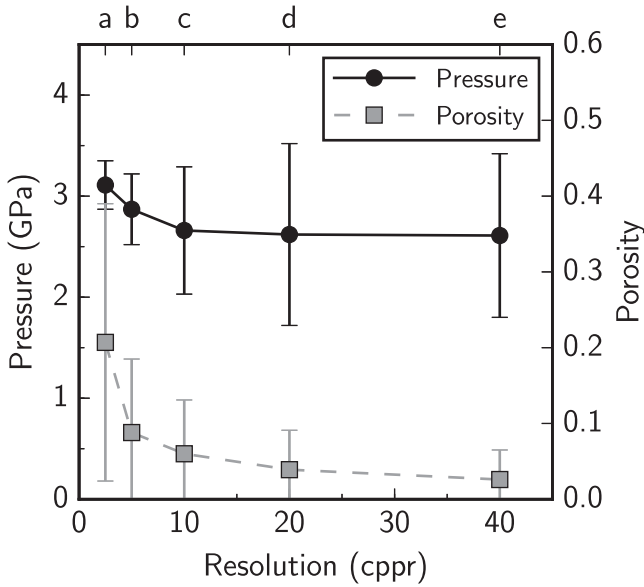 a b c d e
Pressure
Porosity
Pressure (GPa)
4
3
2
1
0
Porosity
0.6
0.5
0.4
0.3
0.2
0.1
0.0
0 10 20 30 40
Resolution (cppr)